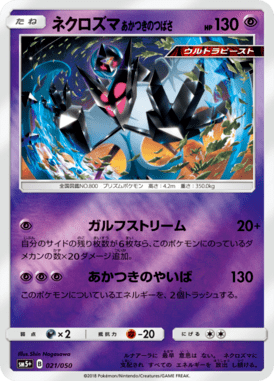 たね ネクロズマ あかつきのつばさ HP 130
ウルトラビースト
全国図鑑NO.800 プリズムポケモン 高さ：4.2m 重さ：350.0kg
ガルフストリーム 20+
自分のサイドの残り枚数が6枚なら、このポケモンにのっているダ
メカンの数×20ダメージ追加。
あかつきのやいば 130
このポケモンについているエネルギーを、2個トラッシュする。
弱点 ×2 抵抗力 -20 にげる
Illus. Shin Nagasawa
SM5+ B 021/050
ルナアーラに
©2018 Pokémon/Nintendo/Creatures/GAME FREAK.